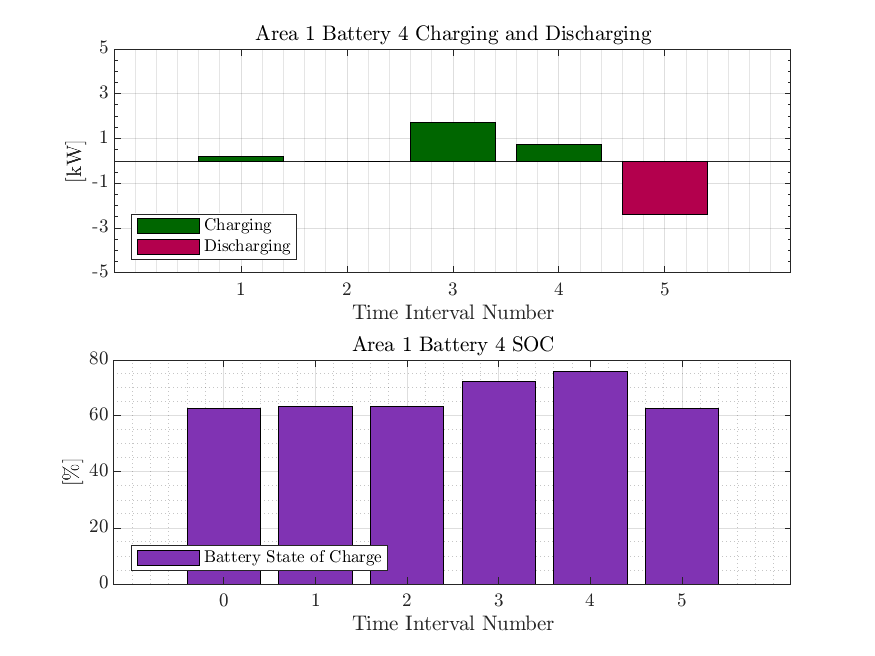 Area 1 Battery 4 Charging and Discharging
5
3
1
-1
-3
-5
[kW]
Charging
Discharging
1 2 3 4 5
Time Interval Number
Area 1 Battery 4 SOC
80
60
40
20
0
[%]
Battery State of Charge
0 1 2 3 4 5
Time Interval Number